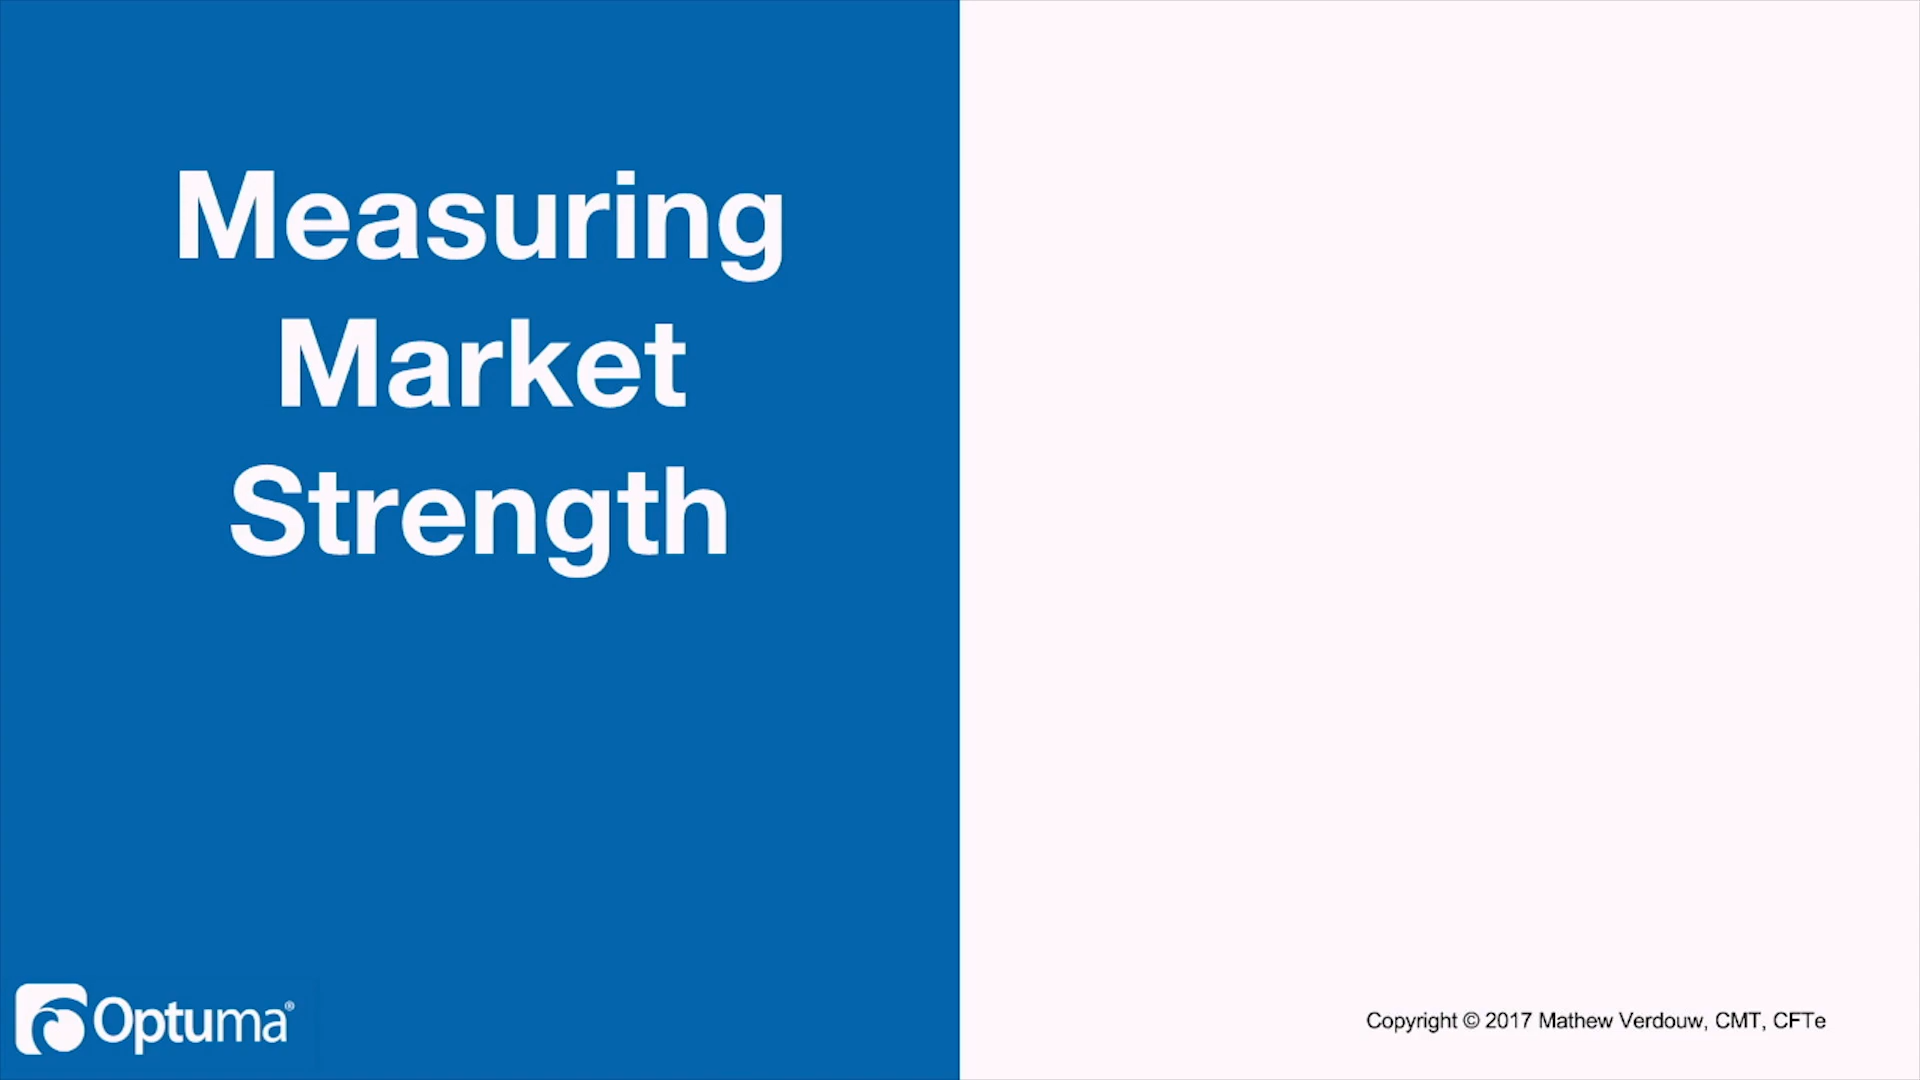 Measuring
Market
Strength
Optuma®
Copyright © 2017 Mathew Verdouw, CMT, CFTe